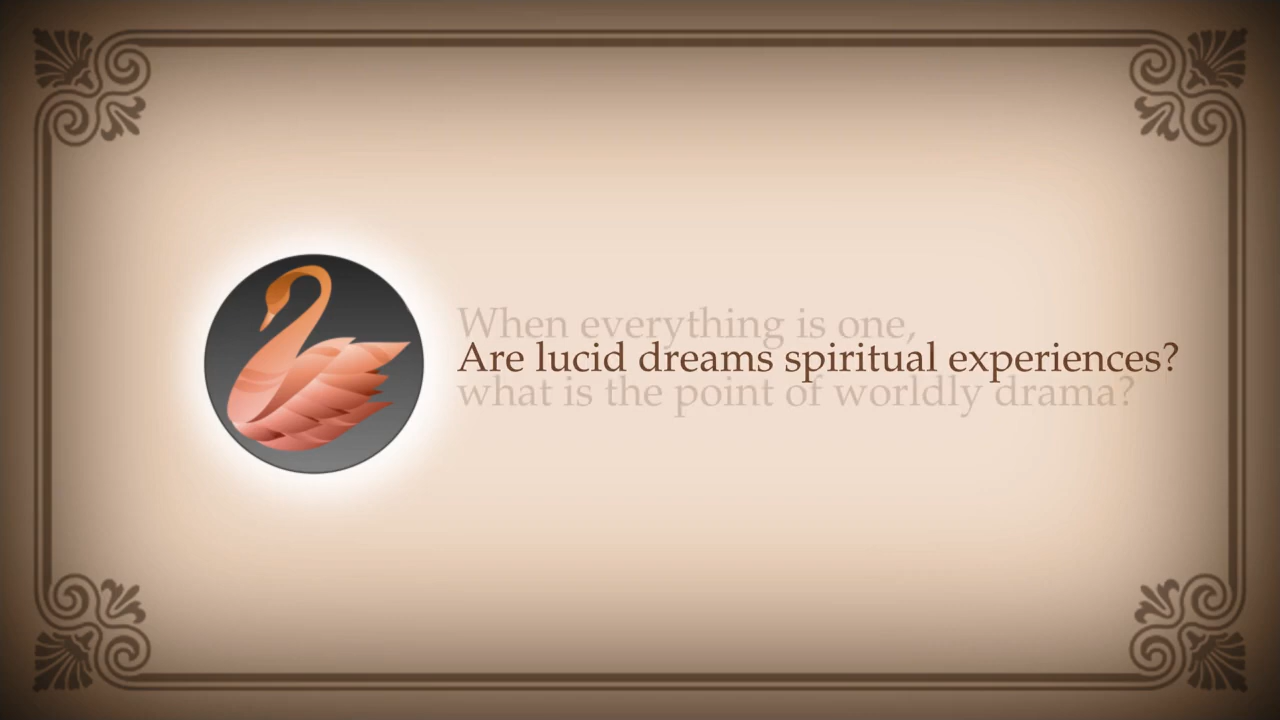 When everything is one,
Are lucid dreams spiritual experiences?
what is the point of worldly drama?